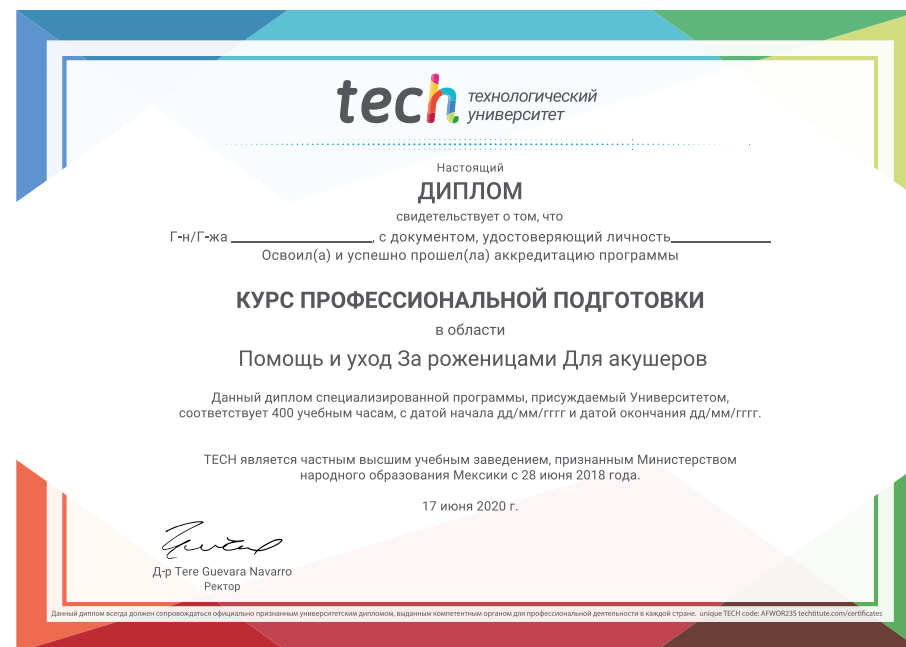 tech технологический
университет
Настоящий
ДИПЛОМ
свидетельствует о том, что
Г-н/Г-жа ________________, с документом, удостоверяющий личность____________
Освоил(а) и успешно прошел(ла) аккредитацию программы
КУРС ПРОФЕССИОНАЛЬНОЙ ПОДГОТОВКИ
в области
Помощь и уход За роженицами Для акушеров
Данный диплом специализированной программы, присуждаемый Университетом,
соответствует 400 учебным часам, с датой начала дд/мм/гггг и датой окончания дд/мм/гггг.
TECH является частным высшим учебным заведением, признанным Министерством
народного образования Мексики с 28 июня 2018 года.
17 июня 2020 г.
Д-р Tere Guevara Navarro
Ректор
Данный диплом всегда должен сопровождаться официально признанным университетским дипломом, выданным компетентным органом для профессиональной деятельности в каждой стране. unique TECH code: AFWOR23S techtitute.com/certificates